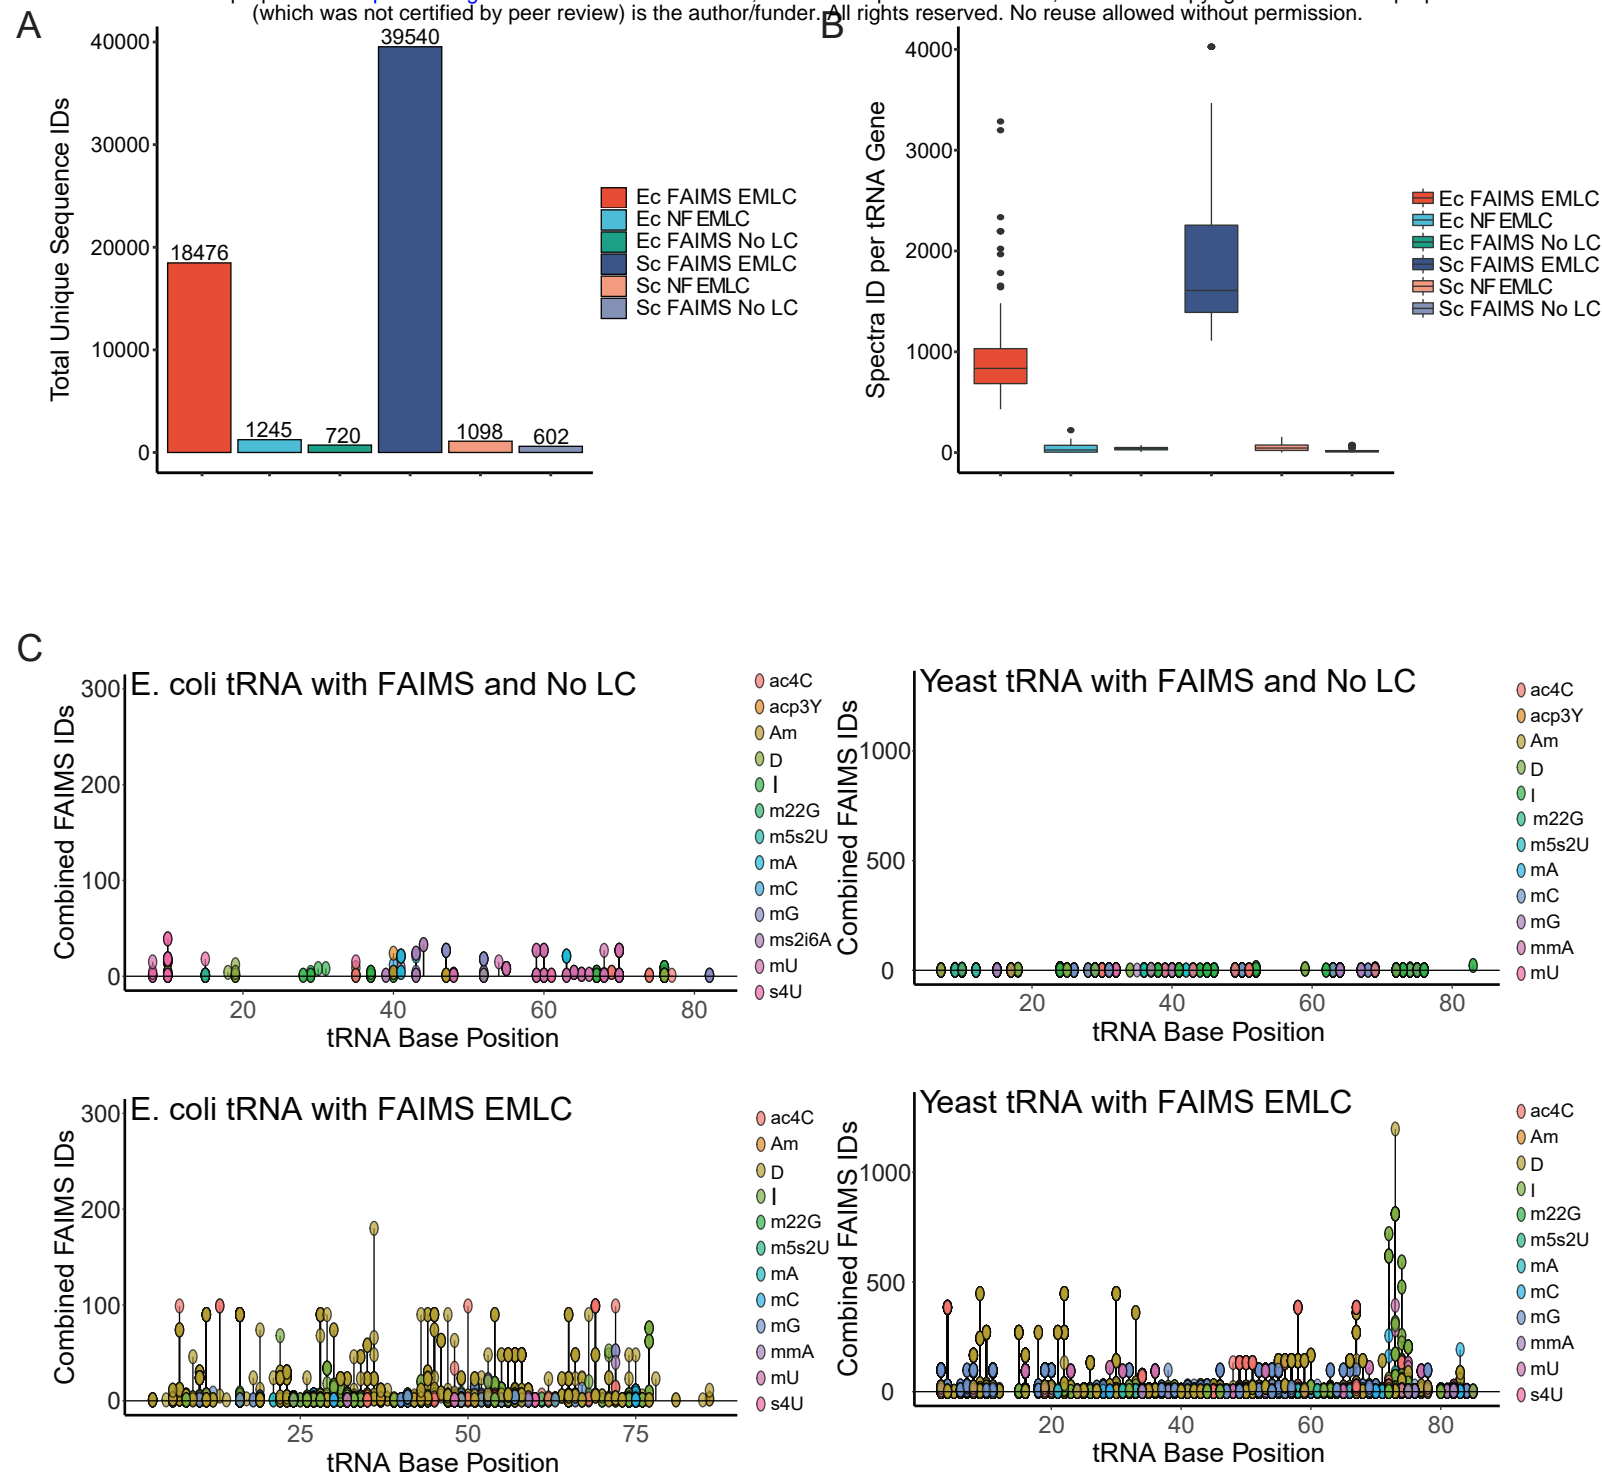 (which was not certified by peer review) is the author/funder. All rights reserved. No reuse allowed without permission.
A
40000
30000
20000
10000
0
Total Unique Sequence IDs
18476
1245
720
39540
1098
602
Ec FAIMS EMLC
Ec NF EMLC
Ec FAIMS No LC
Sc FAIMS EMLC
Sc NF EMLC
Sc FAIMS No LC
B
4000
3000
2000
1000
0
Spectra ID per tRNA Gene
Ec FAIMS EMLC
Ec NF EMLC
Ec FAIMS No LC
Sc FAIMS EMLC
Sc NF EMLC
Sc FAIMS No LC
C
E. coli tRNA with FAIMS and No LC
300
200
100
0
Combined FAIMS IDs
20
40
60
80
tRNA Base Position
ac4C
acp3Y
Am
D
I
m22G
m5s2U
mA
mC
mG
ms2i6A
mU
s4U
Yeast tRNA with FAIMS and No LC
1000
500
0
Combined FAIMS IDs
20
40
60
80
tRNA Base Position
ac4C
acp3Y
Am
D
I
m22G
m5s2U
mA
mC
mG
mmA
mU
E. coli tRNA with FAIMS EMLC
300
200
100
0
Combined FAIMS IDs
25
50
75
tRNA Base Position
ac4C
Am
D
I
m22G
m5s2U
mA
mC
mG
mmA
mU
s4U
Yeast tRNA with FAIMS EMLC
1000
500
0
Combined FAIMS IDs
20
40
60
80
tRNA Base Position
ac4C
Am
D
I
m22G
m5s2U
mA
mC
mG
mmA
mU
s4U